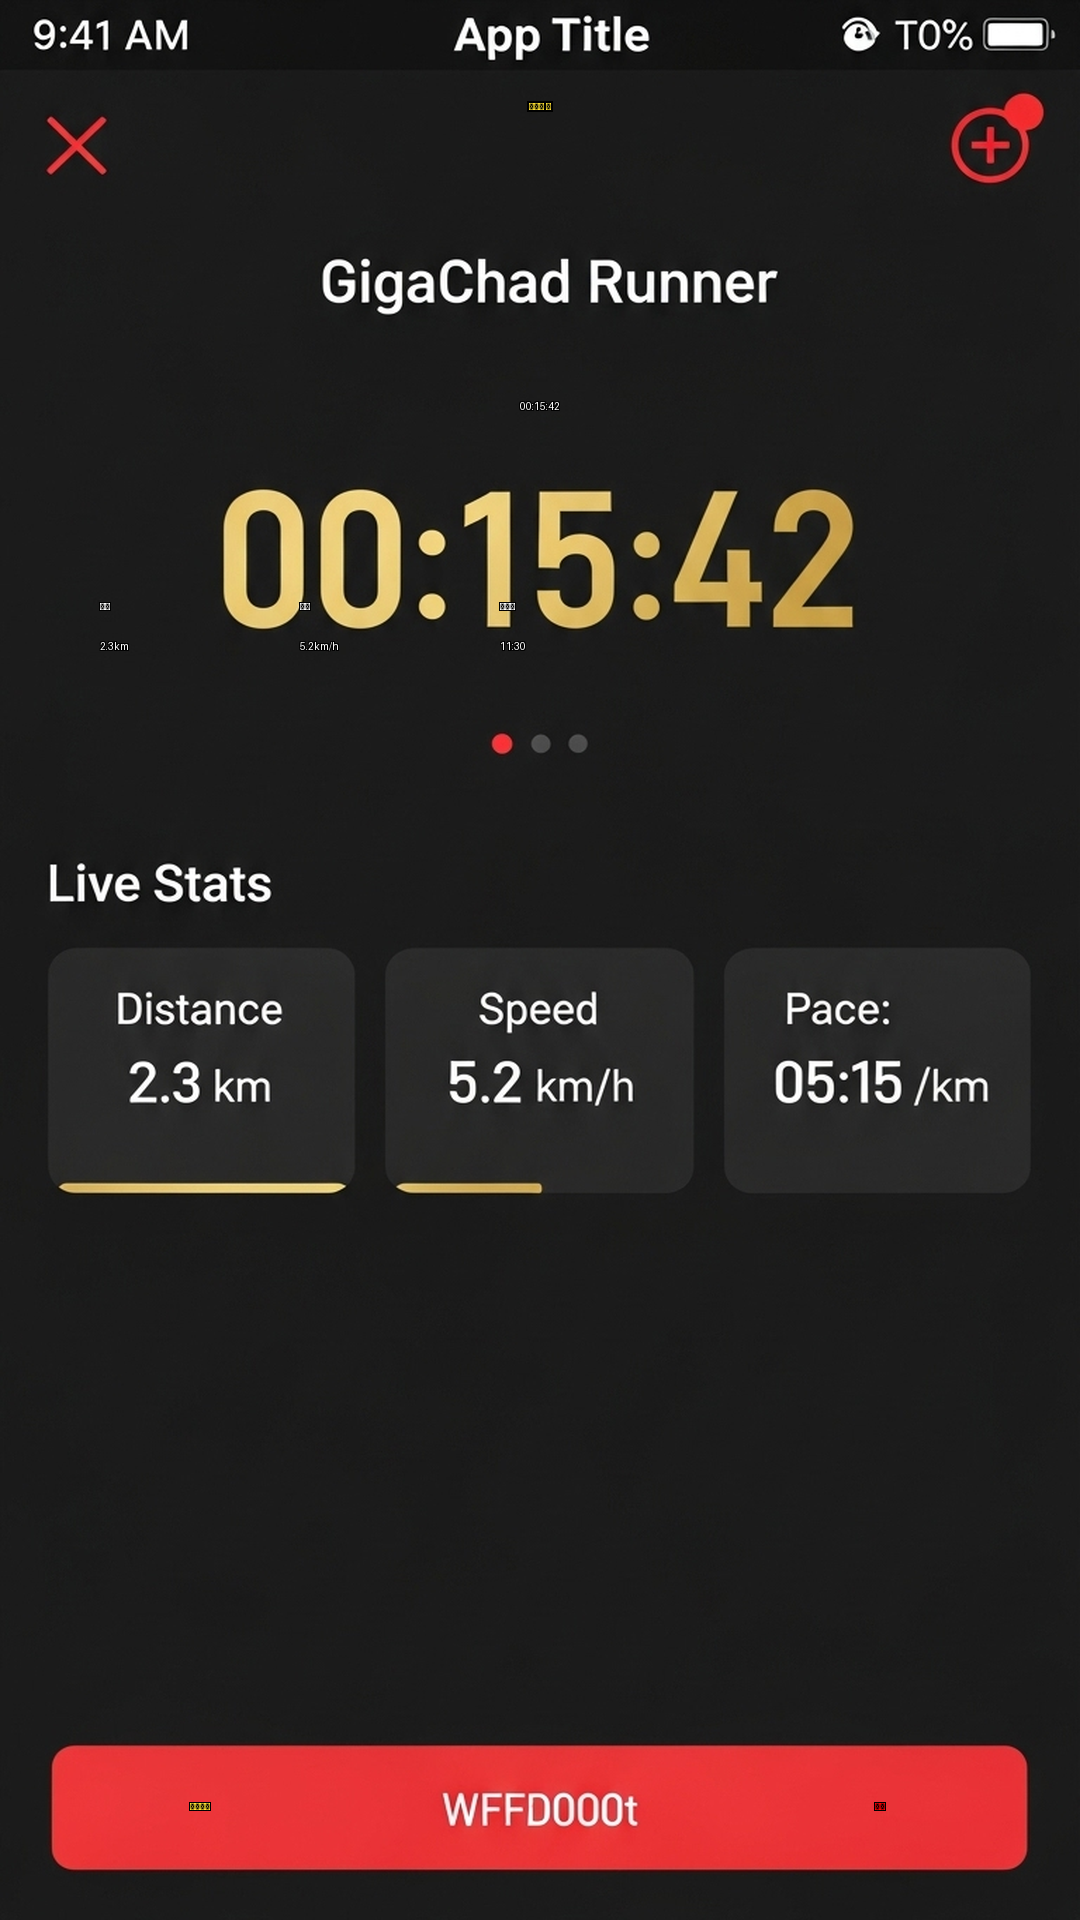 9:41 AM App Title T0%
GigaChad Runner
00:15:42
00:15:42
2.3km 5.2km/h 11:30
Live Stats
Distance
2.3 km
Speed
5.2 km/h
Pace:
05:15 /km
WFFD000t